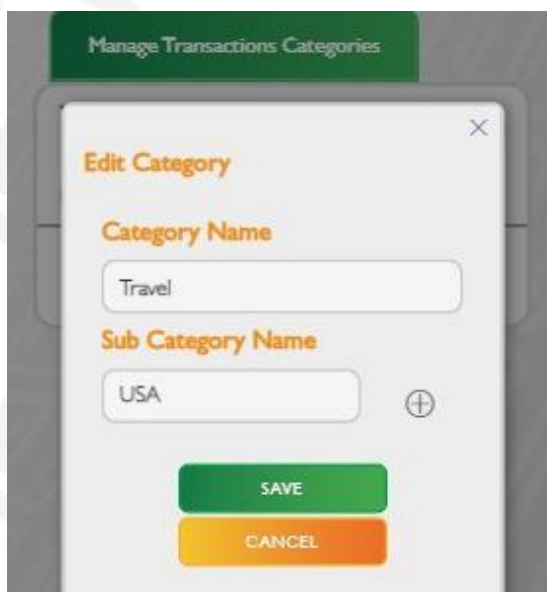 Manage Transactions Categories
Edit Category
Category Name
Travel
Sub Category Name
USA
SAVE
CANCEL